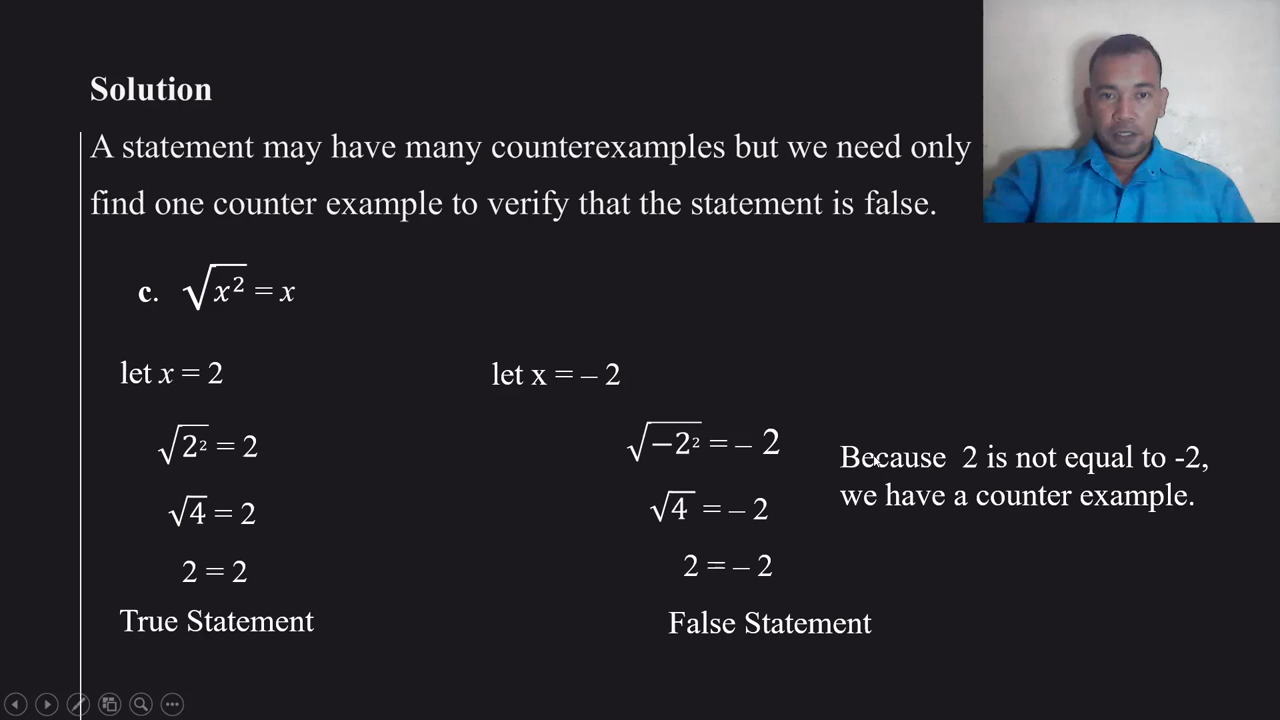 Solution
A statement may have many counterexamples but we need only
find one counter example to verify that the statement is false.
c. √x² = x
let x = 2
√2² = 2
√4 = 2
2 = 2
True Statement
let x = – 2
√−2² = – 2
√4 = – 2
2 = – 2
False Statement
Because 2 is not equal to -2,
we have a counter example.